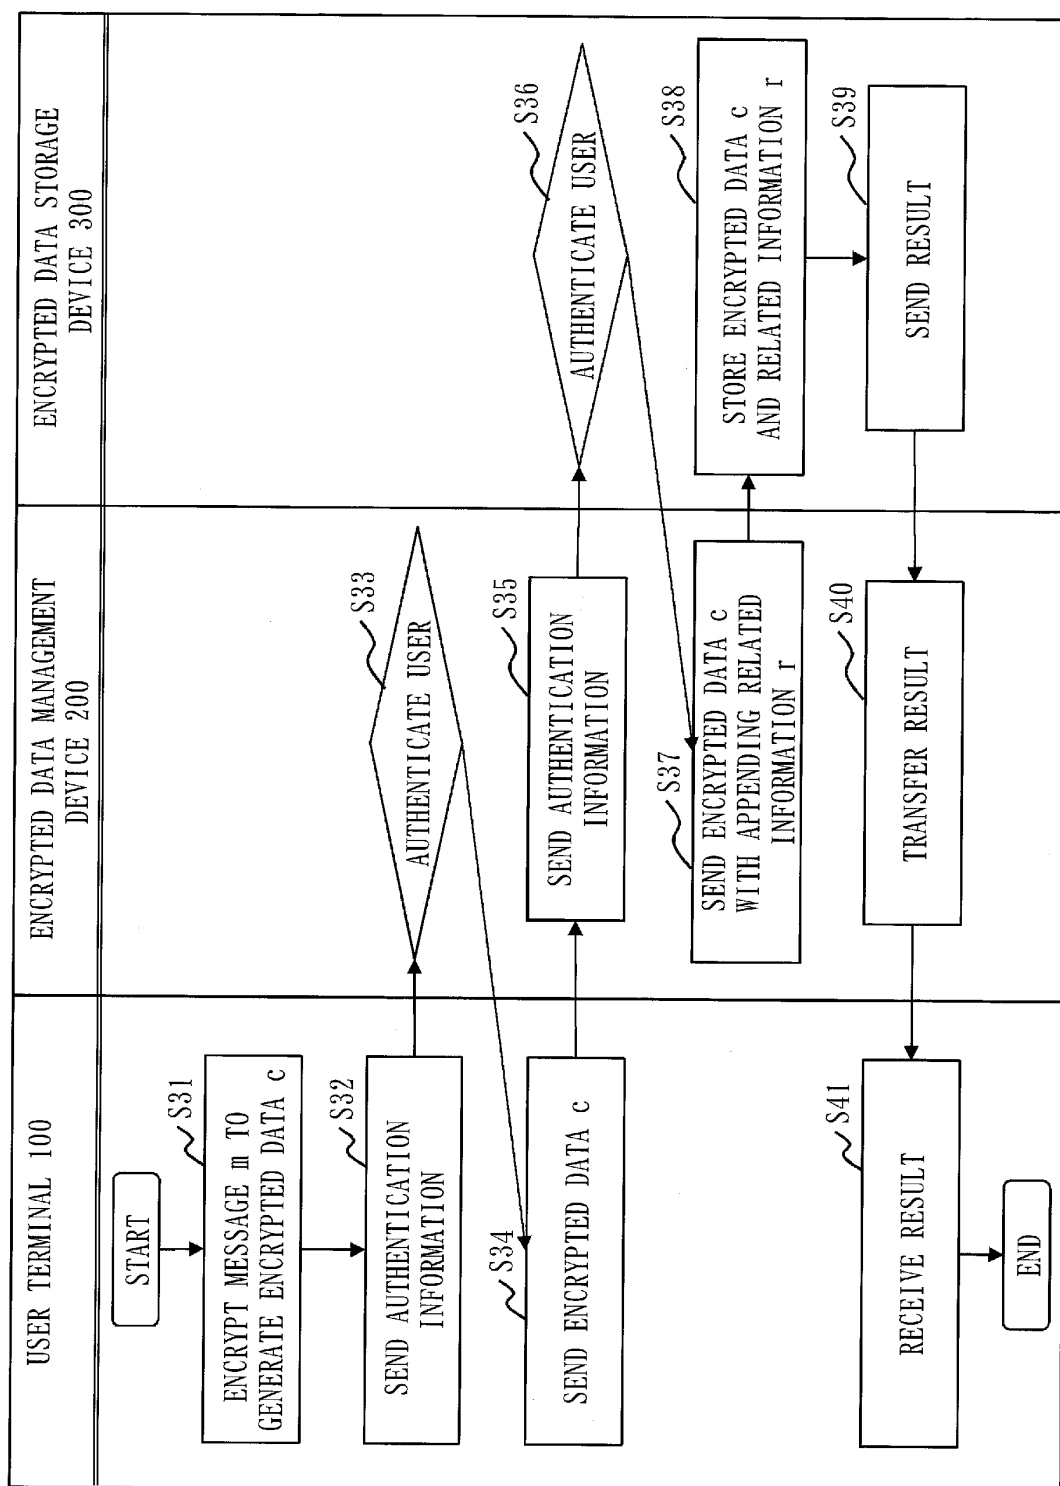 USER TERMINAL 100
ENCRYPTED DATA MANAGEMENT
DEVICE 200
ENCRYPTED DATA STORAGE
DEVICE 300
START
S31
ENCRYPT MESSAGE m TO
GENERATE ENCRYPTED DATA c
S32
SEND AUTHENTICATION
INFORMATION
S33
AUTHENTICATE USER
S34
SEND ENCRYPTED DATA c
S35
SEND AUTHENTICATION
INFORMATION
S36
AUTHENTICATE USER
S37
SEND ENCRYPTED DATA c
WITH APPENDING RELATED
INFORMATION r
S38
STORE ENCRYPTED DATA c
AND RELATED INFORMATION r
S39
SEND RESULT
S40
TRANSFER RESULT
S41
RECEIVE RESULT
END